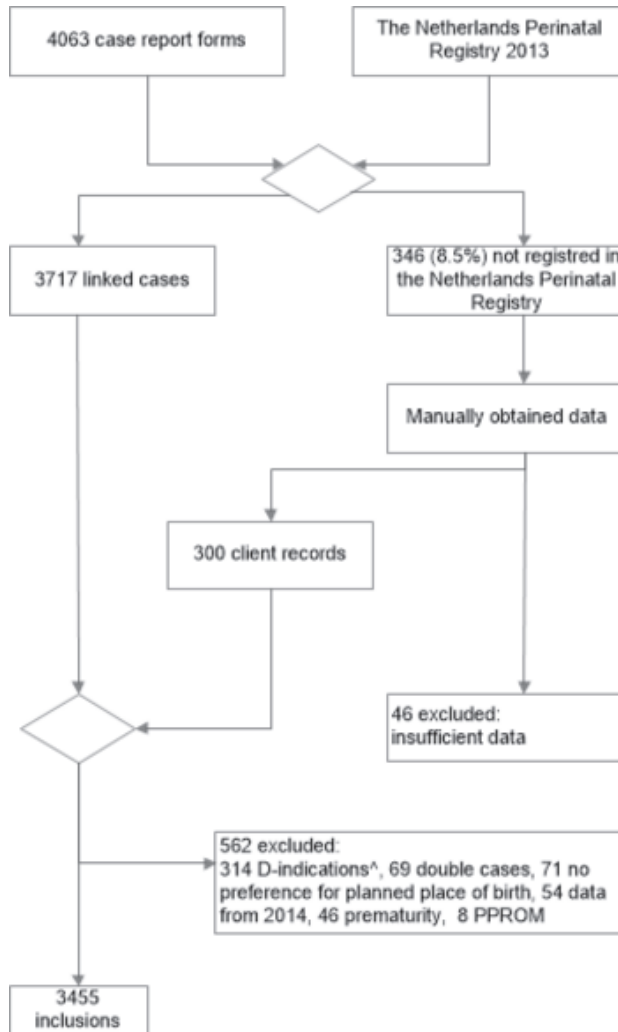 4063 case report forms
The Netherlands Perinatal
Registry 2013
3717 linked cases
346 (8.5%) not registred in
the Netherlands Perinatal
Registry
Manually obtained data
300 client records
46 excluded:
insufficient data
562 excluded:
314 D-indications^, 69 double cases, 71 no
preference for planned place of birth, 54 data
from 2014, 46 prematurity, 8 PPROM
3455
inclusions